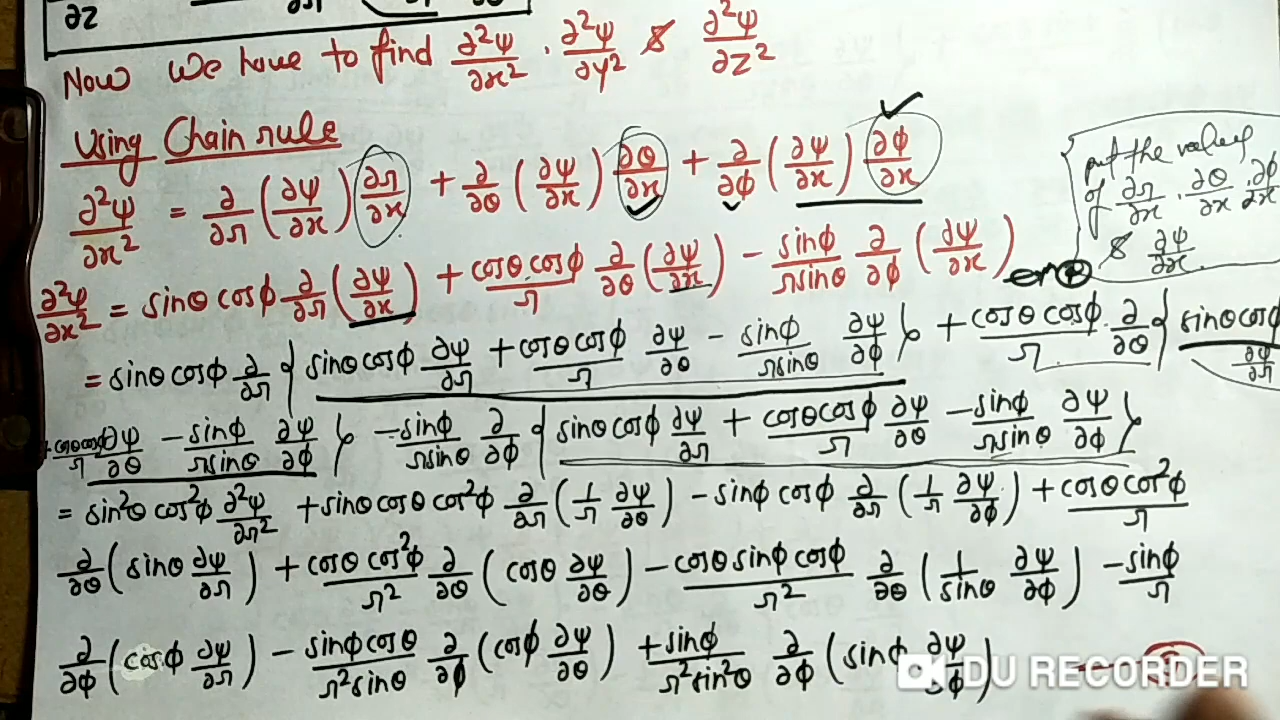 ∂z ∂r ∂θ
Now we have to find ∂²ψ/∂x² . ∂²ψ/∂y² & ∂²ψ/∂z²
Using Chain rule
∂²ψ/∂x² = ∂/∂r (∂ψ/∂x) ∂r/∂x + ∂/∂θ (∂ψ/∂x) ∂θ/∂x + ∂/∂ϕ (∂ψ/∂x) ∂ϕ/∂x
put the values
of ∂r/∂x . ∂θ/∂x . ∂ϕ/∂x
& ∂ψ/∂x.
∂²ψ/∂x² = sinθ cosϕ ∂/∂r (∂ψ/∂x) + cosθ cosϕ/r ∂/∂θ (∂ψ/∂x) - sinϕ/r sinθ ∂/∂ϕ (∂ψ/∂x)
= sinθ cosϕ ∂/∂r { sinθ cosϕ ∂ψ/∂r + cosθ cosϕ/r ∂ψ/∂θ - sinϕ/r sinθ ∂ψ/∂ϕ } + cosθ cosϕ/r . ∂/∂θ { sinθ cosϕ ∂ψ/∂r
+ cosθ cosϕ/r ∂ψ/∂θ - sinϕ/r sinθ ∂ψ/∂ϕ } - sinϕ/r sinθ ∂/∂ϕ { sinθ cosϕ ∂ψ/∂r + cosθ cosϕ/r ∂ψ/∂θ - sinϕ/r sinθ ∂ψ/∂ϕ }
= sin²θ cos²ϕ ∂²ψ/∂r² + sinθ cosθ cos²ϕ ∂/∂r (1/r ∂ψ/∂θ) - sinϕ cosϕ ∂/∂r (1/r ∂ψ/∂ϕ) + cosθ cos²ϕ/r
∂/∂θ (sinθ ∂ψ/∂r) + cosθ cos²ϕ/r² ∂/∂θ (cosθ ∂ψ/∂θ) - cosθ sinϕ cosϕ/r² ∂/∂θ (1/sinθ ∂ψ/∂ϕ) - sinϕ/r
∂/∂ϕ (cosϕ ∂ψ/∂r) - sinϕ cosθ/r² sinθ ∂/∂ϕ (cosϕ ∂ψ/∂θ) + sinϕ/r² sin²θ ∂/∂ϕ (sinϕ ∂ψ/∂ϕ)
DU RECORDER